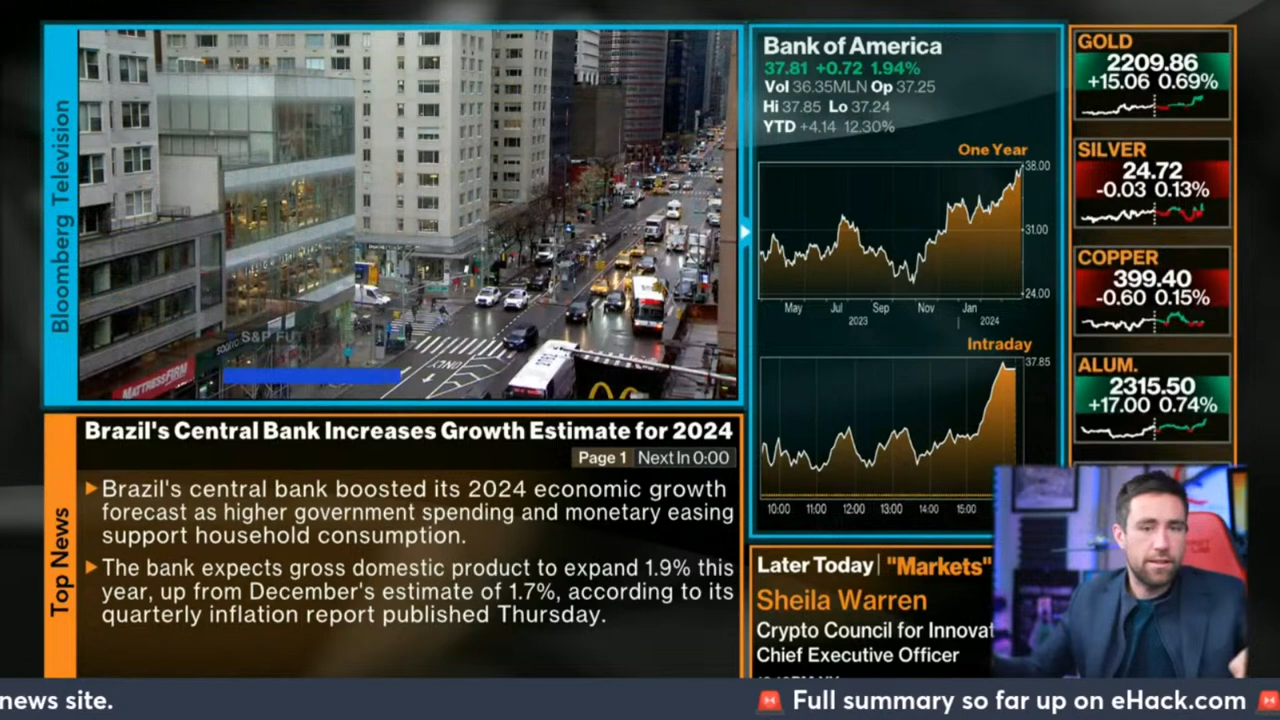 Bloomberg Television
S&P FU
MATTRESSFIRM
ONLY
Bank of America
37.81 +0.72 1.94%
Vol 36.35MLN Op 37.25
Hi 37.85 Lo 37.24
YTD +4.14 12.30%
One Year
38.00
31.00
24.00
May Jul Sep Nov Jan
2023 2024
Intraday
37.85
10:00 11:00 12:00 13:00 14:00 15:00
GOLD
2209.86
+15.06 0.69%
SILVER
24.72
-0.03 0.13%
COPPER
399.40
-0.60 0.15%
ALUM.
2315.50
+17.00 0.74%
Top News
Brazil's Central Bank Increases Growth Estimate for 2024
Page 1 Next In 0:00
Brazil's central bank boosted its 2024 economic growth
forecast as higher government spending and monetary easing
support household consumption.
The bank expects gross domestic product to expand 1.9% this
year, up from December's estimate of 1.7%, according to its
quarterly inflation report published Thursday.
Later Today "Markets"
Sheila Warren
Crypto Council for Innovat
Chief Executive Officer
news site. 🚨 Full summary so far up on eHack.com 🚨